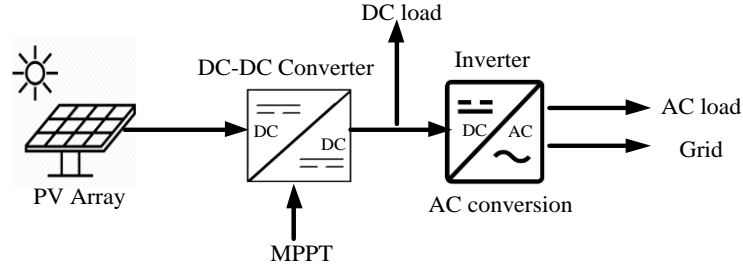 DC load
DC-DC Converter
Inverter
DC
DC
DC
AC
AC load
Grid
PV Array
AC conversion
MPPT